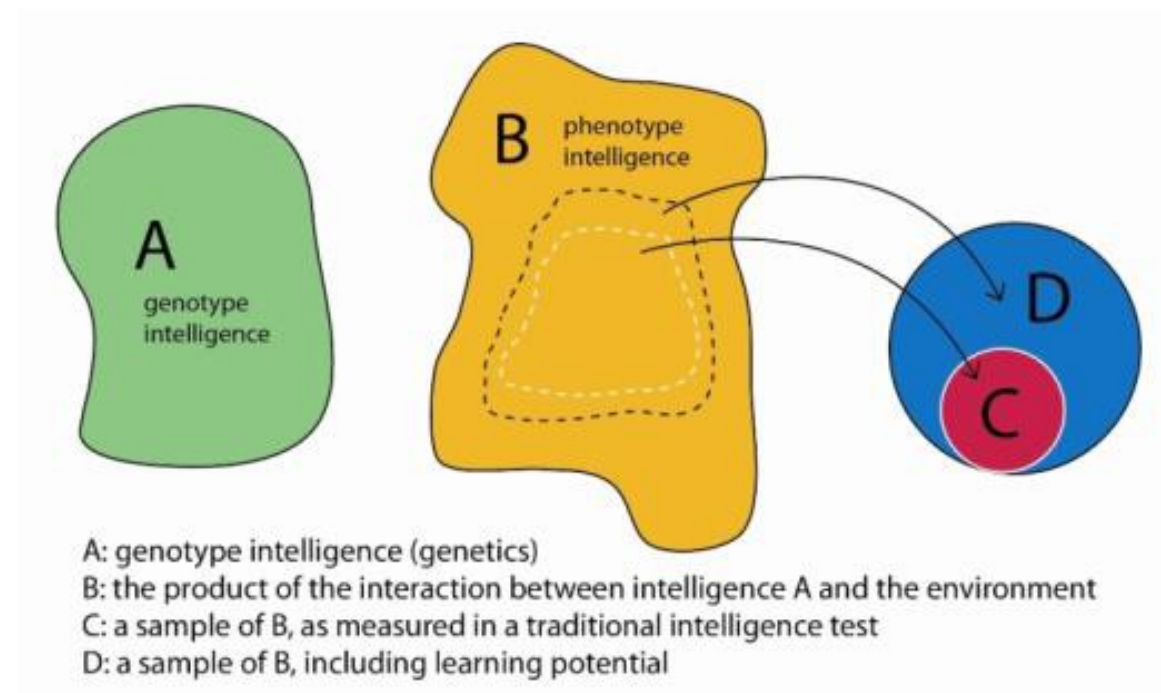 A
genotype
intelligence
B
phenotype
intelligence
D
C
A: genotype intelligence (genetics)
B: the product of the interaction between intelligence A and the environment
C: a sample of B, as measured in a traditional intelligence test
D: a sample of B, including learning potential